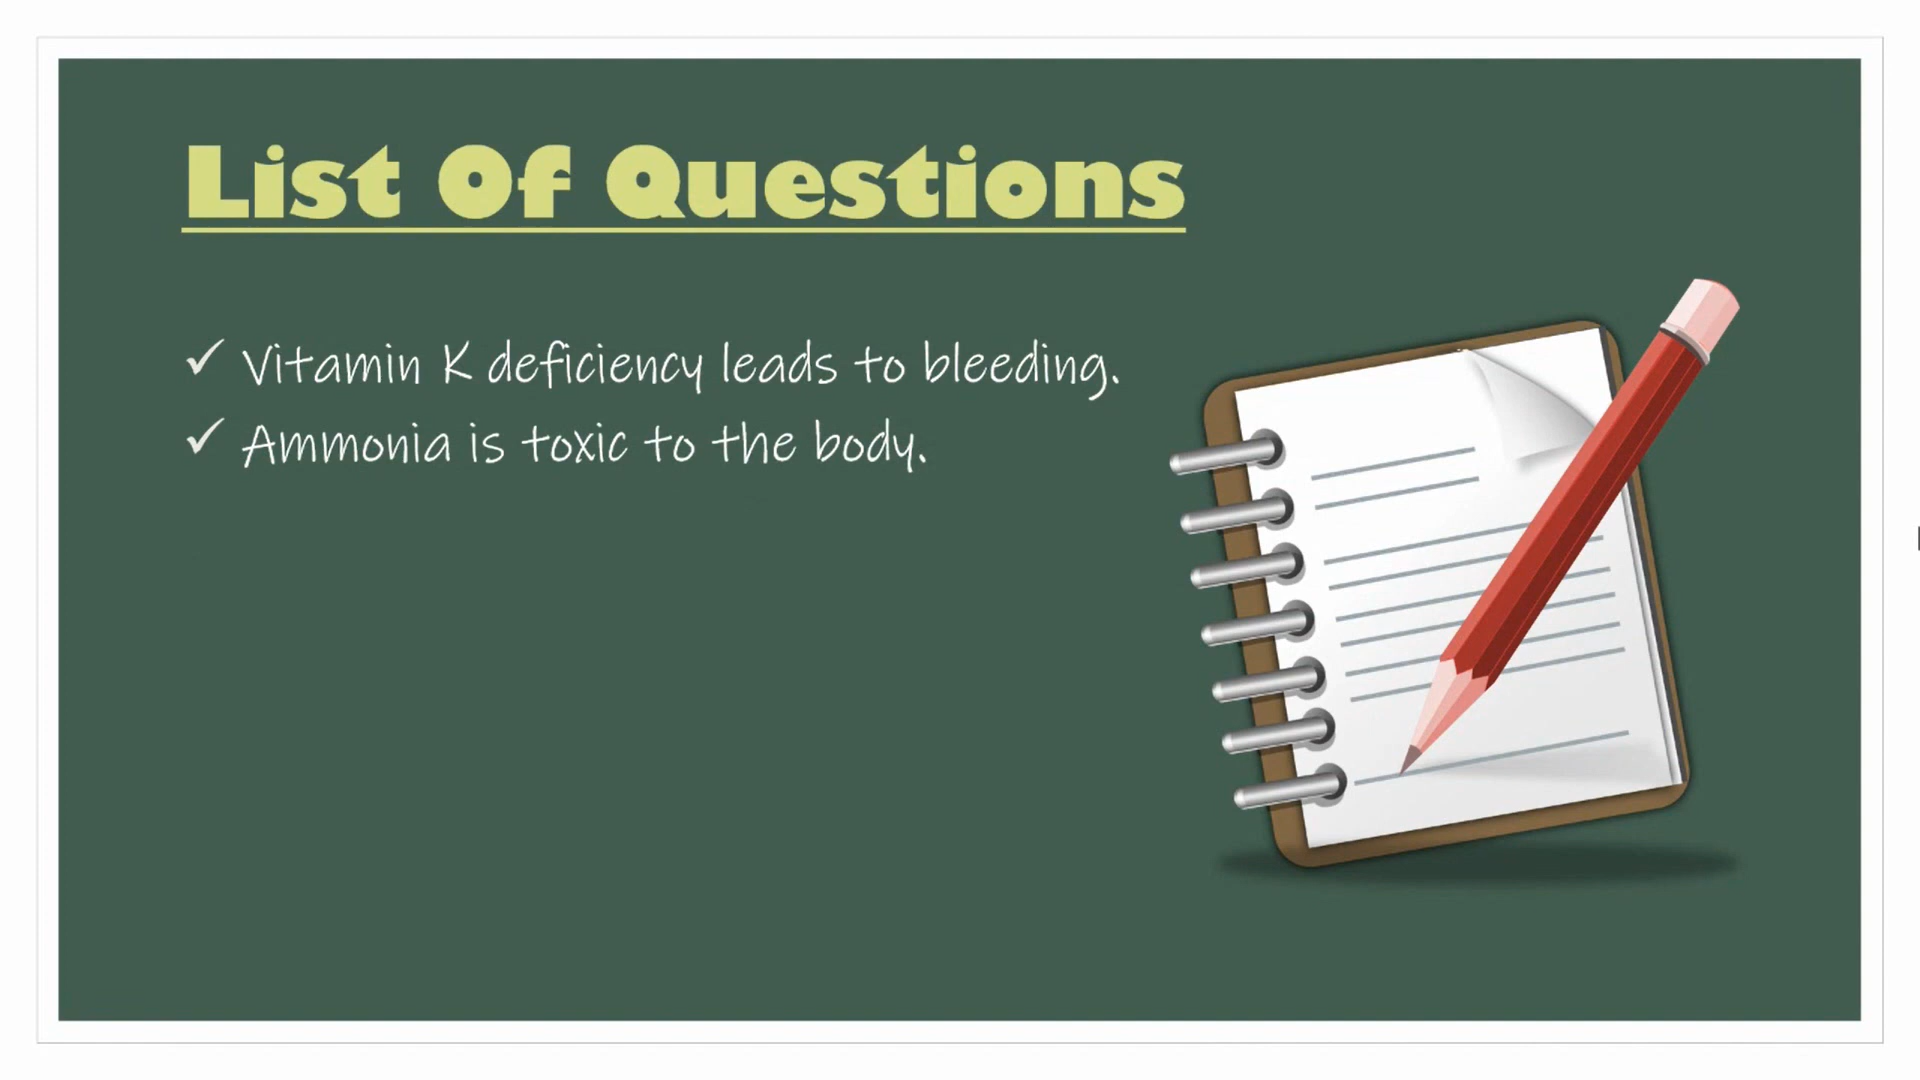 List Of Questions
✓ Vitamin K deficiency leads to bleeding.
✓ Ammonia is toxic to the body.